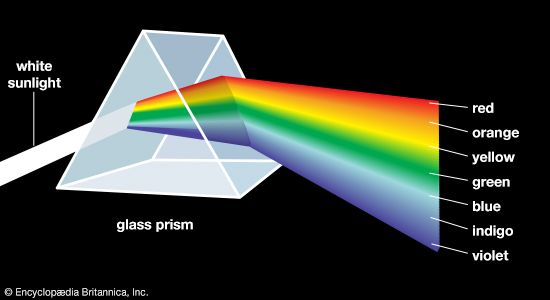 white
sunlight
glass prism
red
orange
yellow
green
blue
indigo
violet
© Encyclopædia Britannica, Inc.